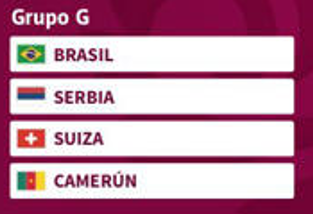 Grupo G
BRASIL
SERBIA
SUIZA
CAMERÚN